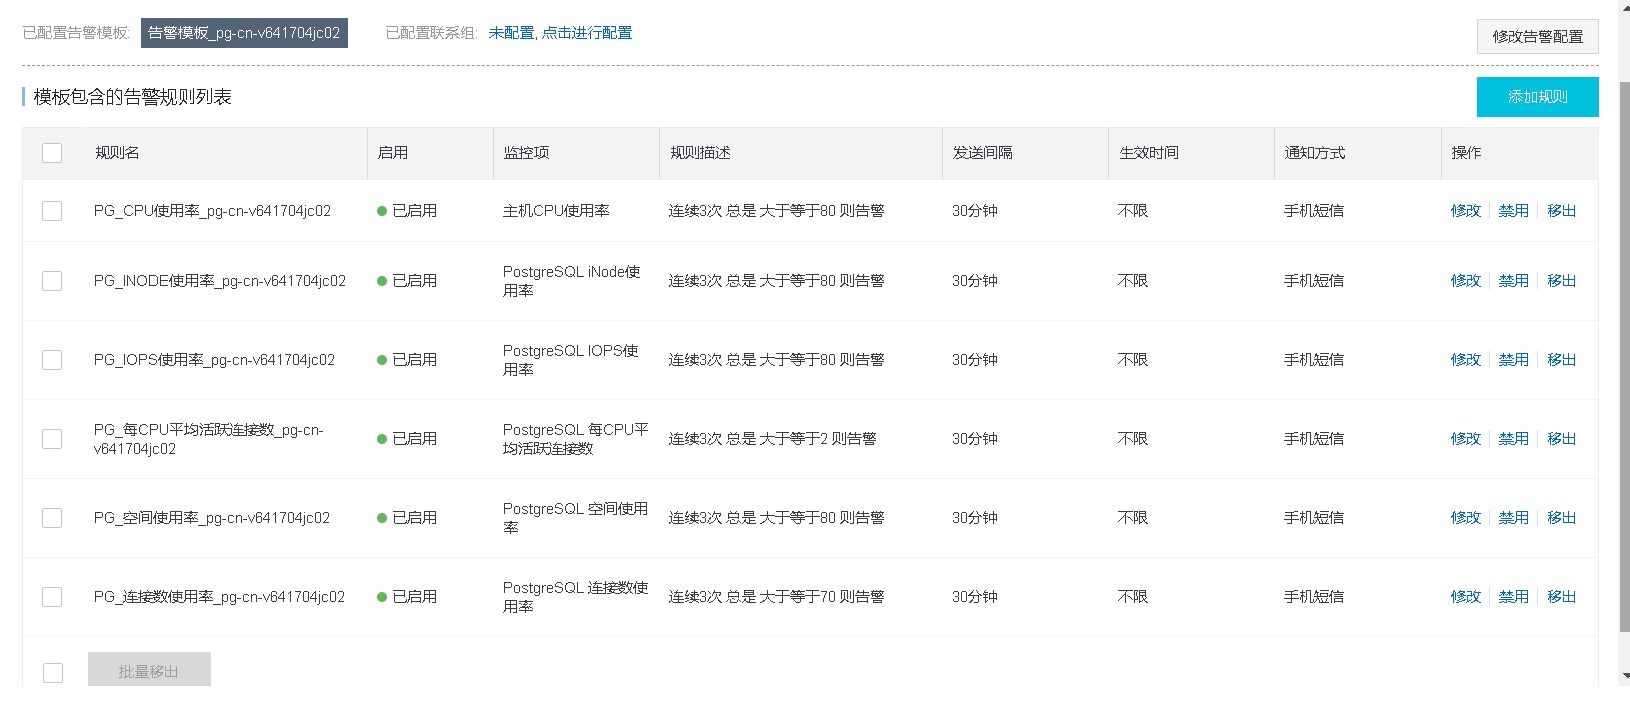 已配置告警模板: 告警模板_pg-cn-v641704jc02 已配置联系组: 未配置, 点击进行配置 修改告警配置
模板包含的告警规则列表 添加规则
规则名 启用 监控项 规则描述 发送间隔 生效时间 通知方式 操作
PG_CPU使用率_pg-cn-v641704jc02 已启用 主机CPU使用率 连续3次 总是 大于等于80 则告警 30分钟 不限 手机短信 修改 禁用 移出
PG_INODE使用率_pg-cn-v641704jc02 已启用 PostgreSQL iNode使
用率 连续3次 总是 大于等于80 则告警 30分钟 不限 手机短信 修改 禁用 移出
PG_IOPS使用率_pg-cn-v641704jc02 已启用 PostgreSQL IOPS使
用率 连续3次 总是 大于等于80 则告警 30分钟 不限 手机短信 修改 禁用 移出
PG_每CPU平均活跃连接数_pg-cn-
v641704jc02 已启用 PostgreSQL 每CPU平
均活跃连接数 连续3次 总是 大于等于2 则告警 30分钟 不限 手机短信 修改 禁用 移出
PG_空间使用率_pg-cn-v641704jc02 已启用 PostgreSQL 空间使用
率 连续3次 总是 大于等于80 则告警 30分钟 不限 手机短信 修改 禁用 移出
PG_连接数使用率_pg-cn-v641704jc02 已启用 PostgreSQL 连接数使
用率 连续3次 总是 大于等于70 则告警 30分钟 不限 手机短信 修改 禁用 移出
批量移出